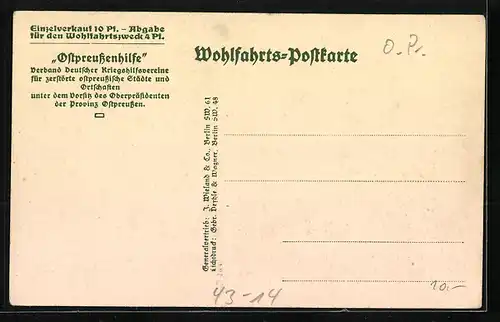 Einzelverkauf 10 Pf. – Abgabe
für den Wohlfahrtszweck 4 Pf.
„Ostpreußenhilfe"
Verband Deutscher Kriegshilfsvereine
für zerstörte ostpreußische Städte und
Ortschaften
unter dem Vorsitz des Oberpräsidenten
der Provinz Ostpreußen.
Wohlfahrts-Postkarte
O. Pr.
Generalvertrieb: J. Wieland & Co., Berlin SW. 61
Lichtdruck: Gebr. Dertele & Wagner, Berlin SW. 48
43-14
10.-